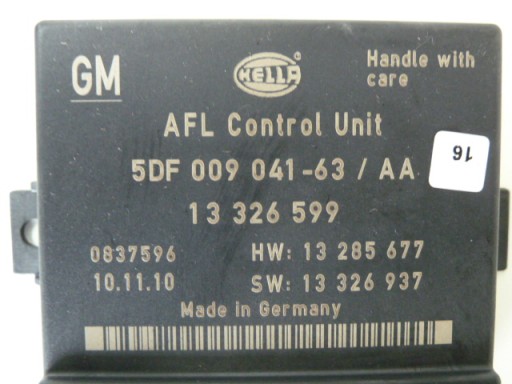 GM
HELLA
Handle with
care
AFL Control Unit
5DF 009 041-63 / AA
16
13 326 599
0837596
HW: 13 285 677
10.11.10
SW: 13 326 937
Made in Germany